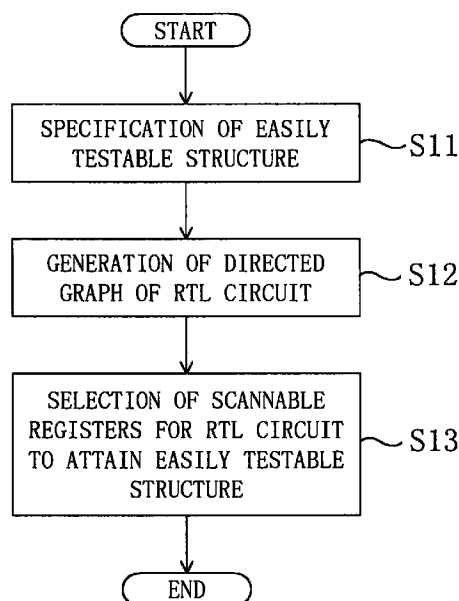 START
SPECIFICATION OF EASILY
TESTABLE STRUCTURE
S11
GENERATION OF DIRECTED
GRAPH OF RTL CIRCUIT
S12
SELECTION OF SCANNABLE
REGISTERS FOR RTL CIRCUIT
TO ATTAIN EASILY TESTABLE
STRUCTURE
S13
END